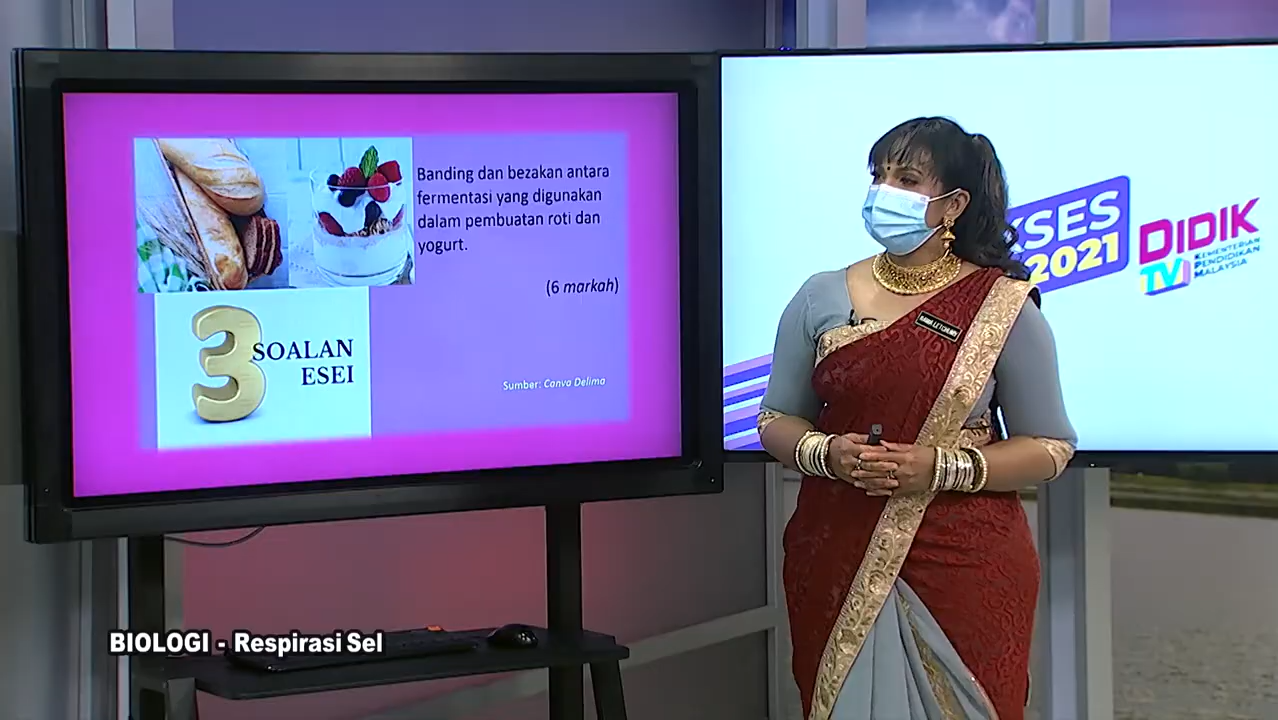 Banding dan bezakan antara
fermentasi yang digunakan
dalam pembuatan roti dan
yogurt.
(6 markah)
3 SOALAN
ESEI
Sumber: Canva Delima
KSES
2021
DIDIK
TV
KEMENTERIAN
PENDIDIKAN
MALAYSIA
BIOLOGI - Respirasi Sel